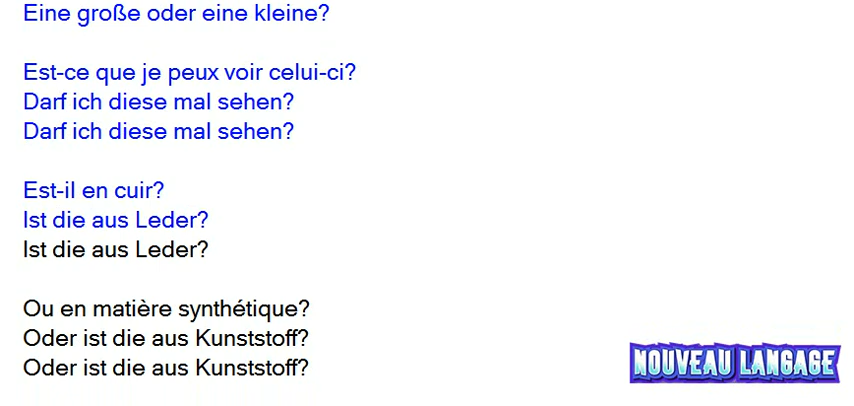 Eine große oder eine kleine?
Est-ce que je peux voir celui-ci?
Darf ich diese mal sehen?
Darf ich diese mal sehen?
Est-il en cuir?
Ist die aus Leder?
Ist die aus Leder?
Ou en matière synthétique?
Oder ist die aus Kunststoff?
Oder ist die aus Kunststoff?
NOUVEAU LANGAGE